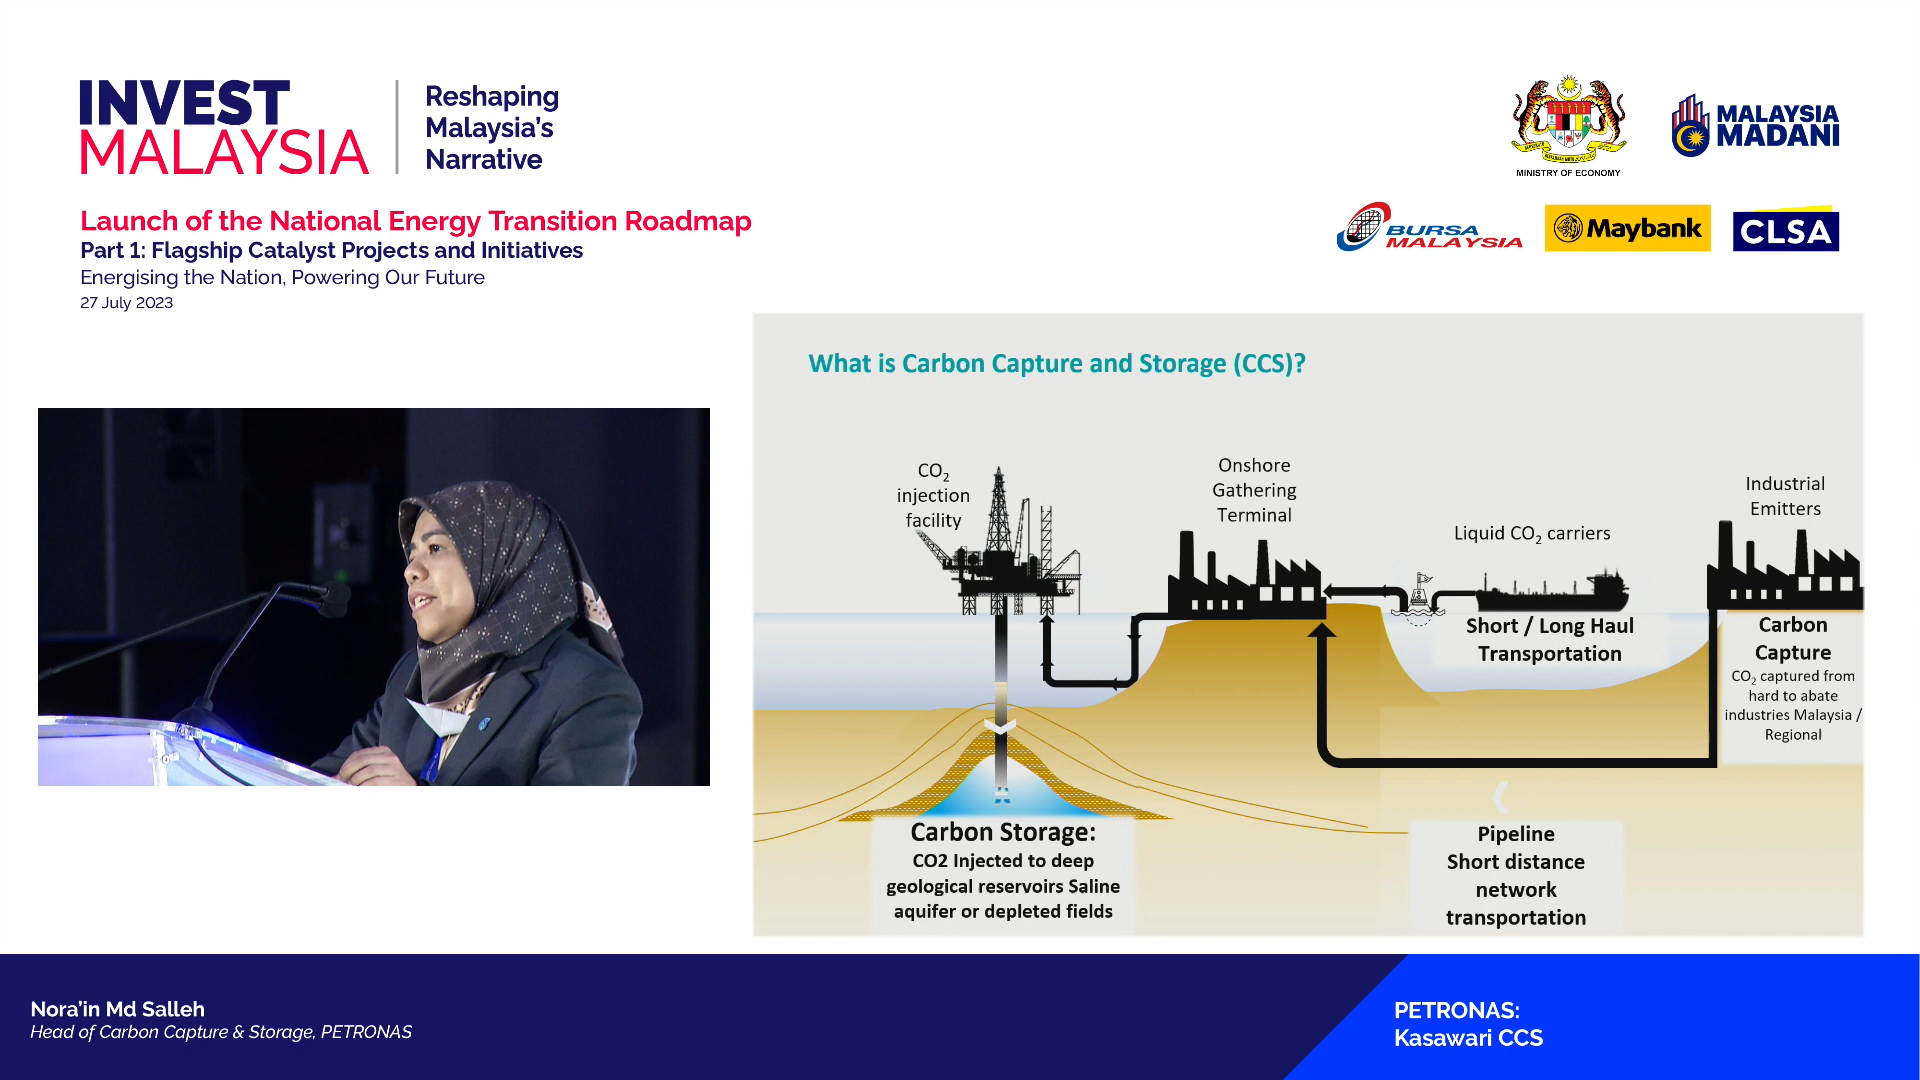 INVEST
MALAYSIA
Reshaping
Malaysia's
Narrative
Launch of the National Energy Transition Roadmap
Part 1: Flagship Catalyst Projects and Initiatives
Energising the Nation, Powering Our Future
27 July 2023
MINISTRY OF ECONOMY
MALAYSIA
MADANI
BURSA
MALAYSIA
Maybank
CLSA
What is Carbon Capture and Storage (CCS)?
CO₂
injection
facility
Onshore
Gathering
Terminal
Liquid CO₂ carriers
Industrial
Emitters
Short / Long Haul
Transportation
Carbon
Capture
CO₂ captured from
hard to abate
industries Malaysia /
Regional
Carbon Storage:
CO2 Injected to deep
geological reservoirs Saline
aquifer or depleted fields
Pipeline
Short distance
network
transportation
Nora'in Md Salleh
Head of Carbon Capture & Storage, PETRONAS
PETRONAS:
Kasawari CCS